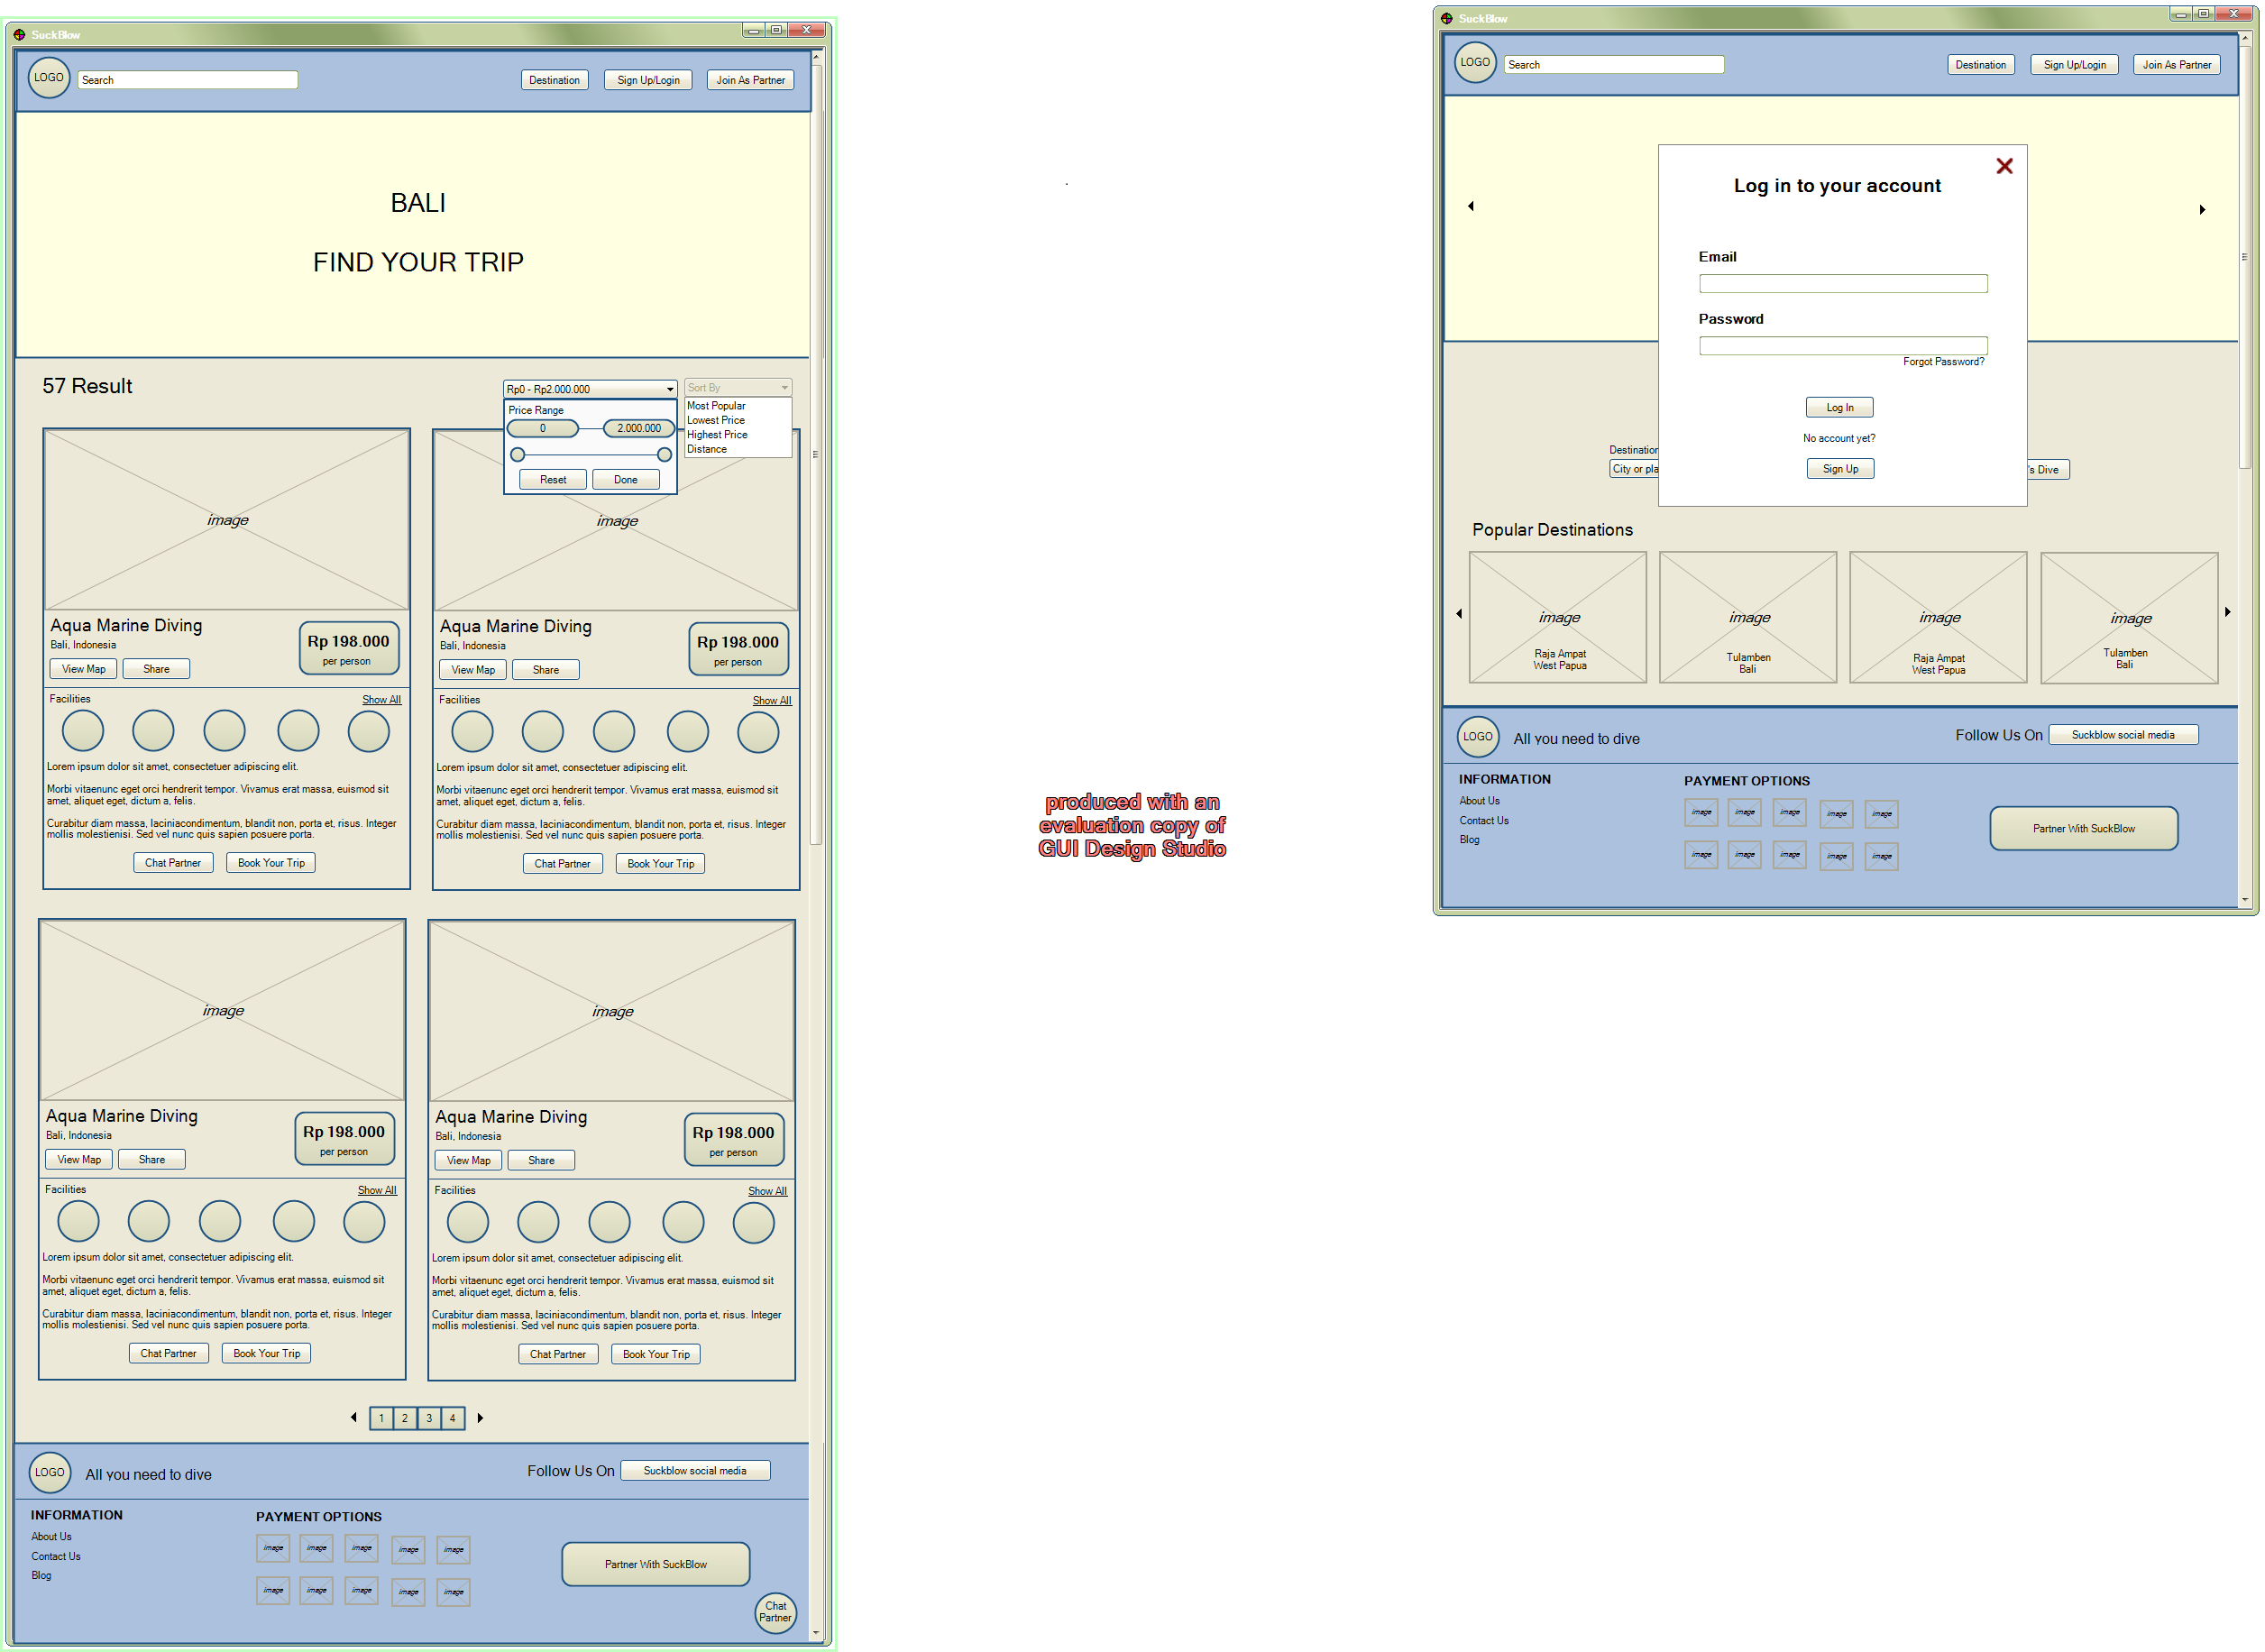 SuckBlow
LOGO
Search
Destination
Sign Up/Login
Join As Partner
BALI
FIND YOUR TRIP
57 Result
Rp0 - Rp2.000.000
Sort By
Price Range
0
2.000.000
Reset
Done
Most Popular
Lowest Price
Highest Price
Distance
image
Aqua Marine Diving
Bali, Indonesia
View Map
Share
Rp 198.000
per person
Facilities
Show All
Lorem ipsum dolor sit amet, consectetuer adipiscing elit.
Morbi vitaenunc eget orci hendrerit tempor. Vivamus erat massa, euismod sit
amet, aliquet eget, dictum a, felis.
Curabitur diam massa, laciniacondimentum, blandit non, porta et, risus. Integer
mollis molestienisi. Sed vel nunc quis sapien posuere porta.
Chat Partner
Book Your Trip
image
Aqua Marine Diving
Bali, Indonesia
View Map
Share
Rp 198.000
per person
Facilities
Show All
Lorem ipsum dolor sit amet, consectetuer adipiscing elit.
Morbi vitaenunc eget orci hendrerit tempor. Vivamus erat massa, euismod sit
amet, aliquet eget, dictum a, felis.
Curabitur diam massa, laciniacondimentum, blandit non, porta et, risus. Integer
mollis molestienisi. Sed vel nunc quis sapien posuere porta.
Chat Partner
Book Your Trip
image
Aqua Marine Diving
Bali, Indonesia
View Map
Share
Rp 198.000
per person
Facilities
Show All
Lorem ipsum dolor sit amet, consectetuer adipiscing elit.
Morbi vitaenunc eget orci hendrerit tempor. Vivamus erat massa, euismod sit
amet, aliquet eget, dictum a, felis.
Curabitur diam massa, laciniacondimentum, blandit non, porta et, risus. Integer
mollis molestienisi. Sed vel nunc quis sapien posuere porta.
Chat Partner
Book Your Trip
image
Aqua Marine Diving
Bali, Indonesia
View Map
Share
Rp 198.000
per person
Facilities
Show All
Lorem ipsum dolor sit amet, consectetuer adipiscing elit.
Morbi vitaenunc eget orci hendrerit tempor. Vivamus erat massa, euismod sit
amet, aliquet eget, dictum a, felis.
Curabitur diam massa, laciniacondimentum, blandit non, porta et, risus. Integer
mollis molestienisi. Sed vel nunc quis sapien posuere porta.
Chat Partner
Book Your Trip
1 2 3 4
LOGO
All you need to dive
Follow Us On
Suckblow social media
INFORMATION
About Us
Contact Us
Blog
PAYMENT OPTIONS
image image image image image
image image image image image
Partner With SuckBlow
Chat
Partner
produced with an
evaluation copy of
GUI Design Studio
SuckBlow
LOGO
Search
Destination
Sign Up/Login
Join As Partner
Log in to your account
Email
Password
Forgot Password?
Log In
No account yet?
Sign Up
Destination
City or pla
's Dive
Popular Destinations
image
Raja Ampat
West Papua
image
Tulamben
Bali
image
Raja Ampat
West Papua
image
Tulamben
Bali
LOGO
All you need to dive
Follow Us On
Suckblow social media
INFORMATION
About Us
Contact Us
Blog
PAYMENT OPTIONS
image image image image image
image image image image image
Partner With SuckBlow